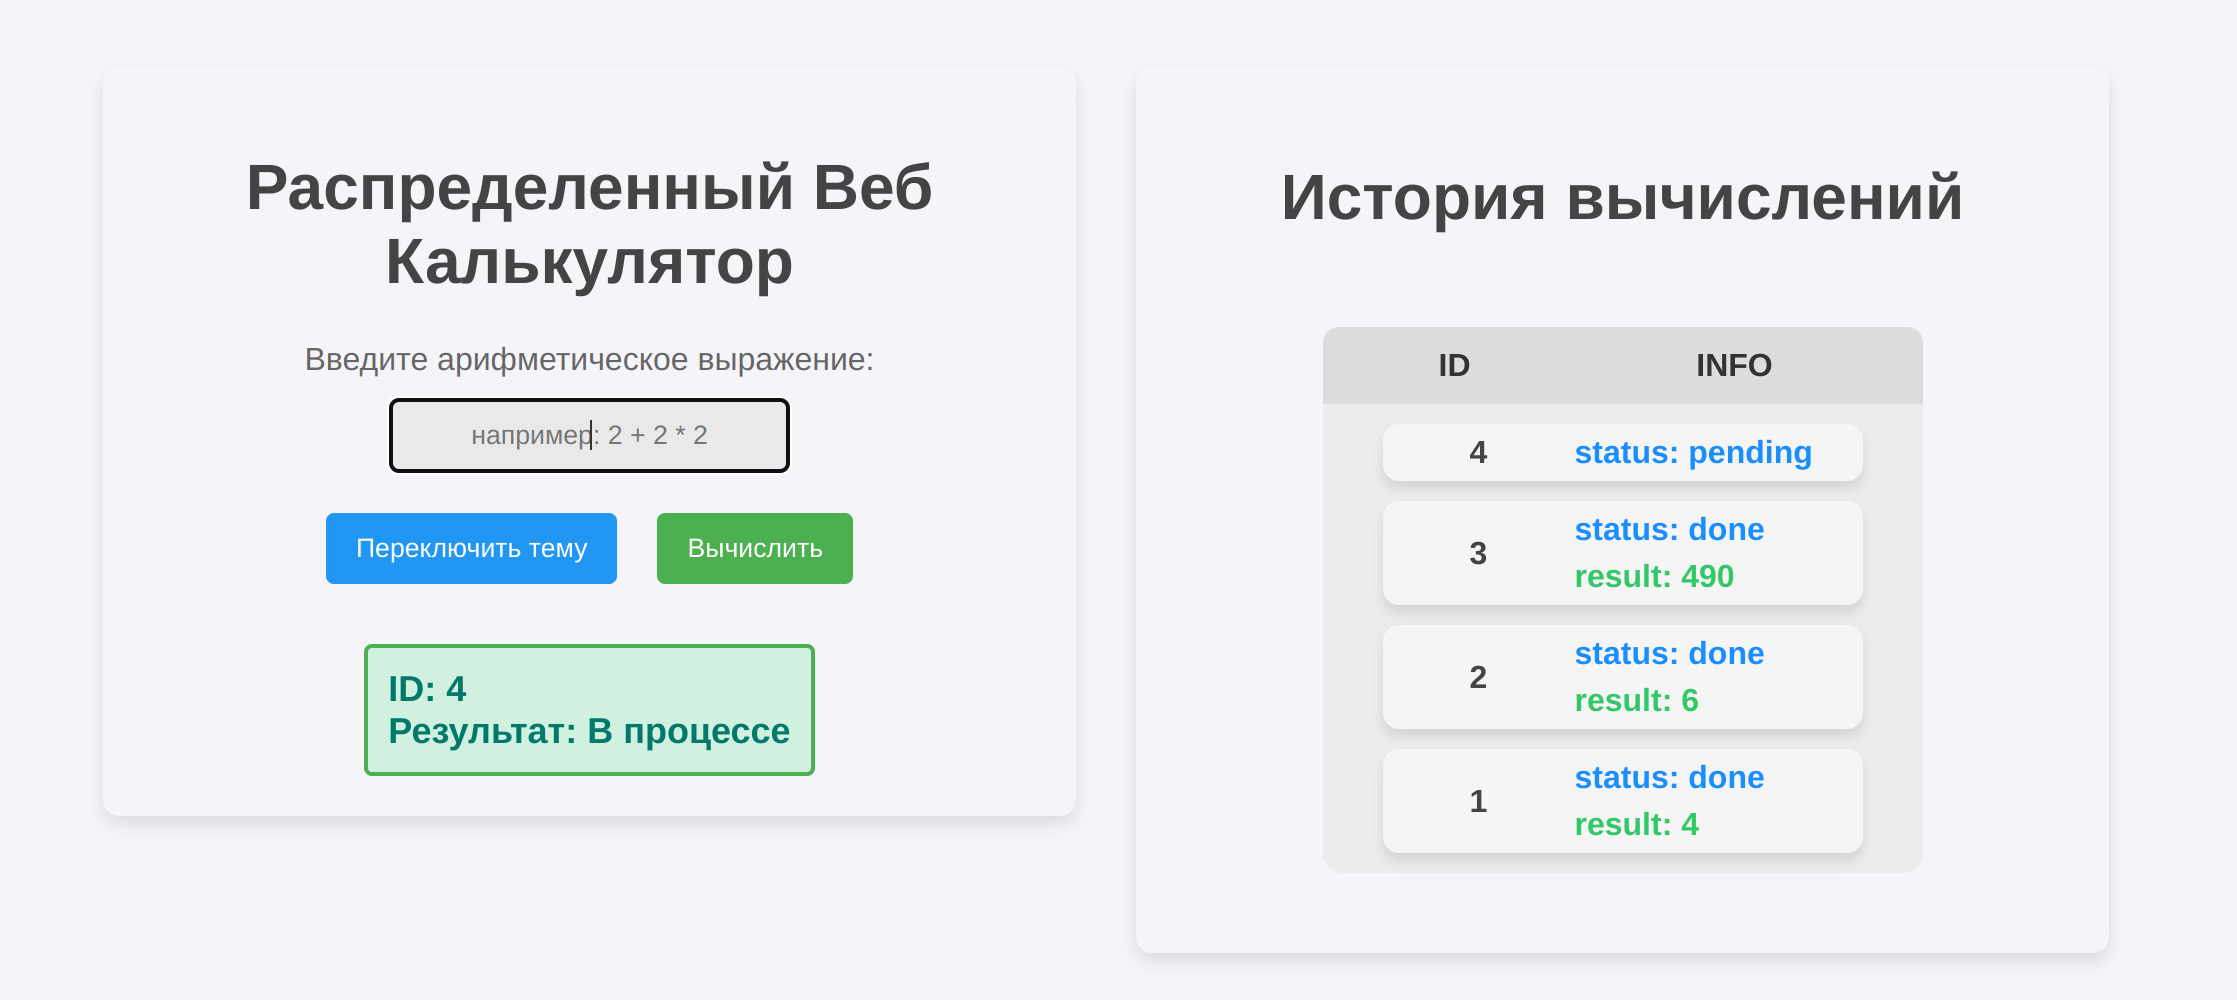 Распределенный Веб
Калькулятор
Введите арифметическое выражение:
например: 2 + 2 * 2
Переключить тему
Вычислить
ID: 4
Результат: В процессе
История вычислений
ID INFO
4 status: pending
3 status: done
result: 490
2 status: done
result: 6
1 status: done
result: 4